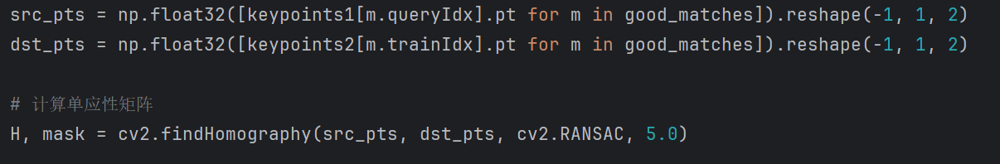 src_pts = np.float32([keypoints1[m.queryIdx].pt for m in good_matches]).reshape(-1, 1, 2)
dst_pts = np.float32([keypoints2[m.trainIdx].pt for m in good_matches]).reshape(-1, 1, 2)
# 计算单应性矩阵
H, mask = cv2.findHomography(src_pts, dst_pts, cv2.RANSAC, 5.0)